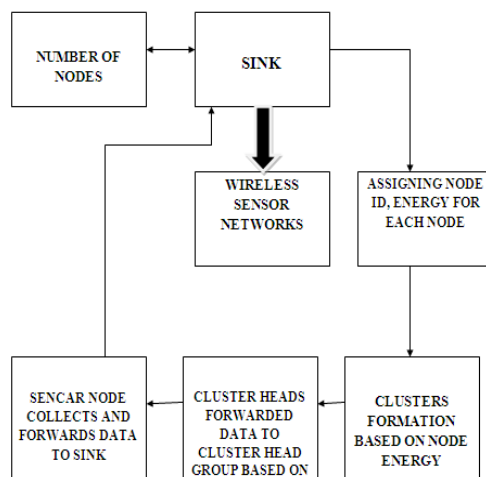 NUMBER OF
NODES
SINK
WIRELESS
SENSOR
NETWORKS
ASSIGNING NODE
ID, ENERGY FOR
EACH NODE
SENCAR NODE
COLLECTS AND
FORWARDS DATA
TO SINK
CLUSTER HEADS
FORWARDED
DATA TO
CLUSTER HEAD
GROUP BASED ON
CLUSTERS
FORMATION
BASED ON NODE
ENERGY